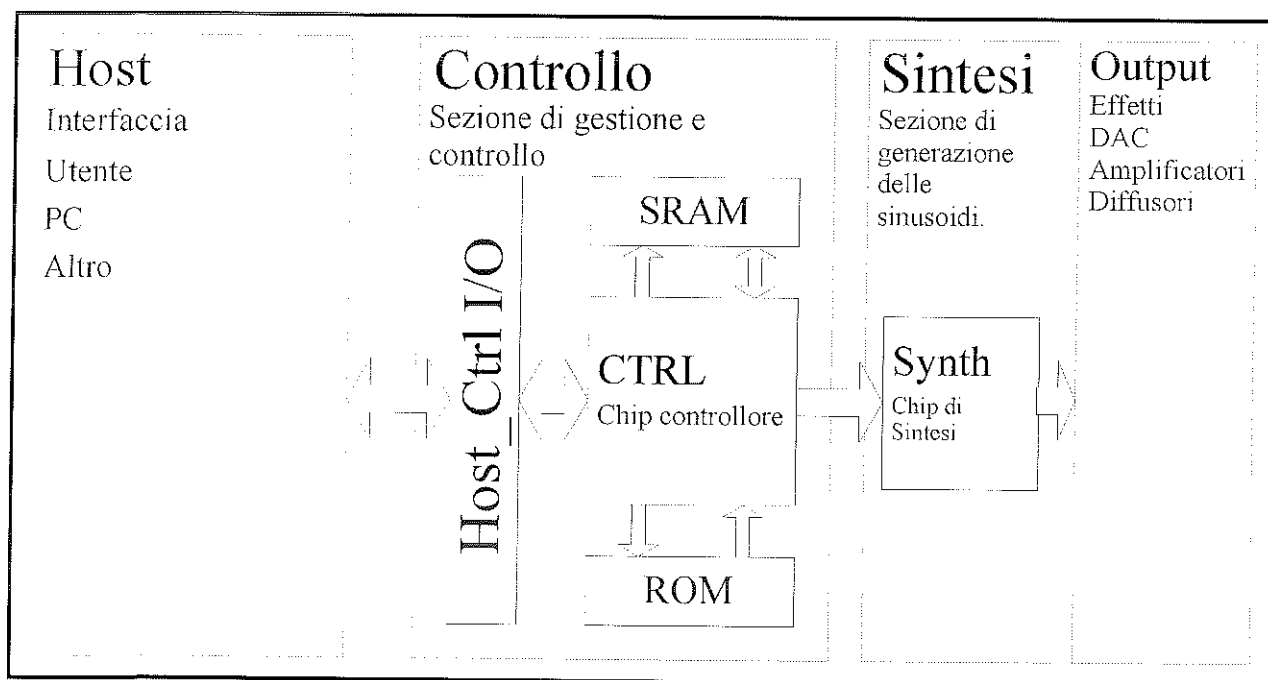 Host
Interfaccia
Utente
PC
Altro
Controllo
Sezione di gestione e
controllo
Host_Ctrl I/O
SRAM
CTRL
Chip controllore
ROM
Sintesi
Sezione di
generazione
delle
sinusoidi.
Synth
Chip di
Sintesi
Output
Effetti
DAC
Amplificatori
Diffusori